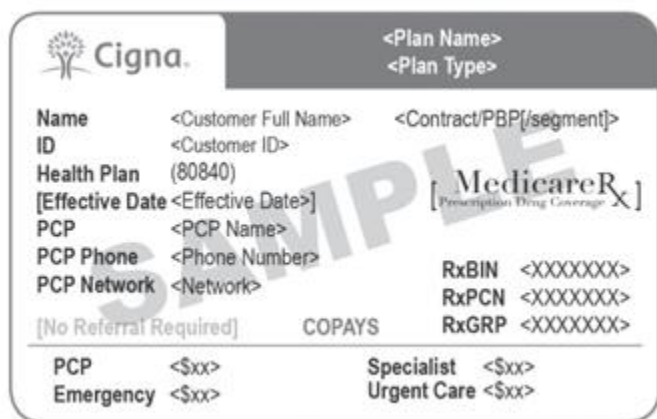 Cigna.
<Plan Name>
<Plan Type>
Name <Customer Full Name> <Contract/PBP[/segment]>
ID <Customer ID>
Health Plan (80840)
[Effective Date <Effective Date>]
[MedicareRx
Prescription Drug Coverage]
PCP <PCP Name>
PCP Phone <Phone Number>
PCP Network <Network>
RxBIN <XXXXXXX>
RxPCN <XXXXXXX>
RxGRP <XXXXXXX>
SAMPLE
[No Referral Required] COPAYS
PCP <$xx> Specialist <$xx>
Emergency <$xx> Urgent Care <$xx>